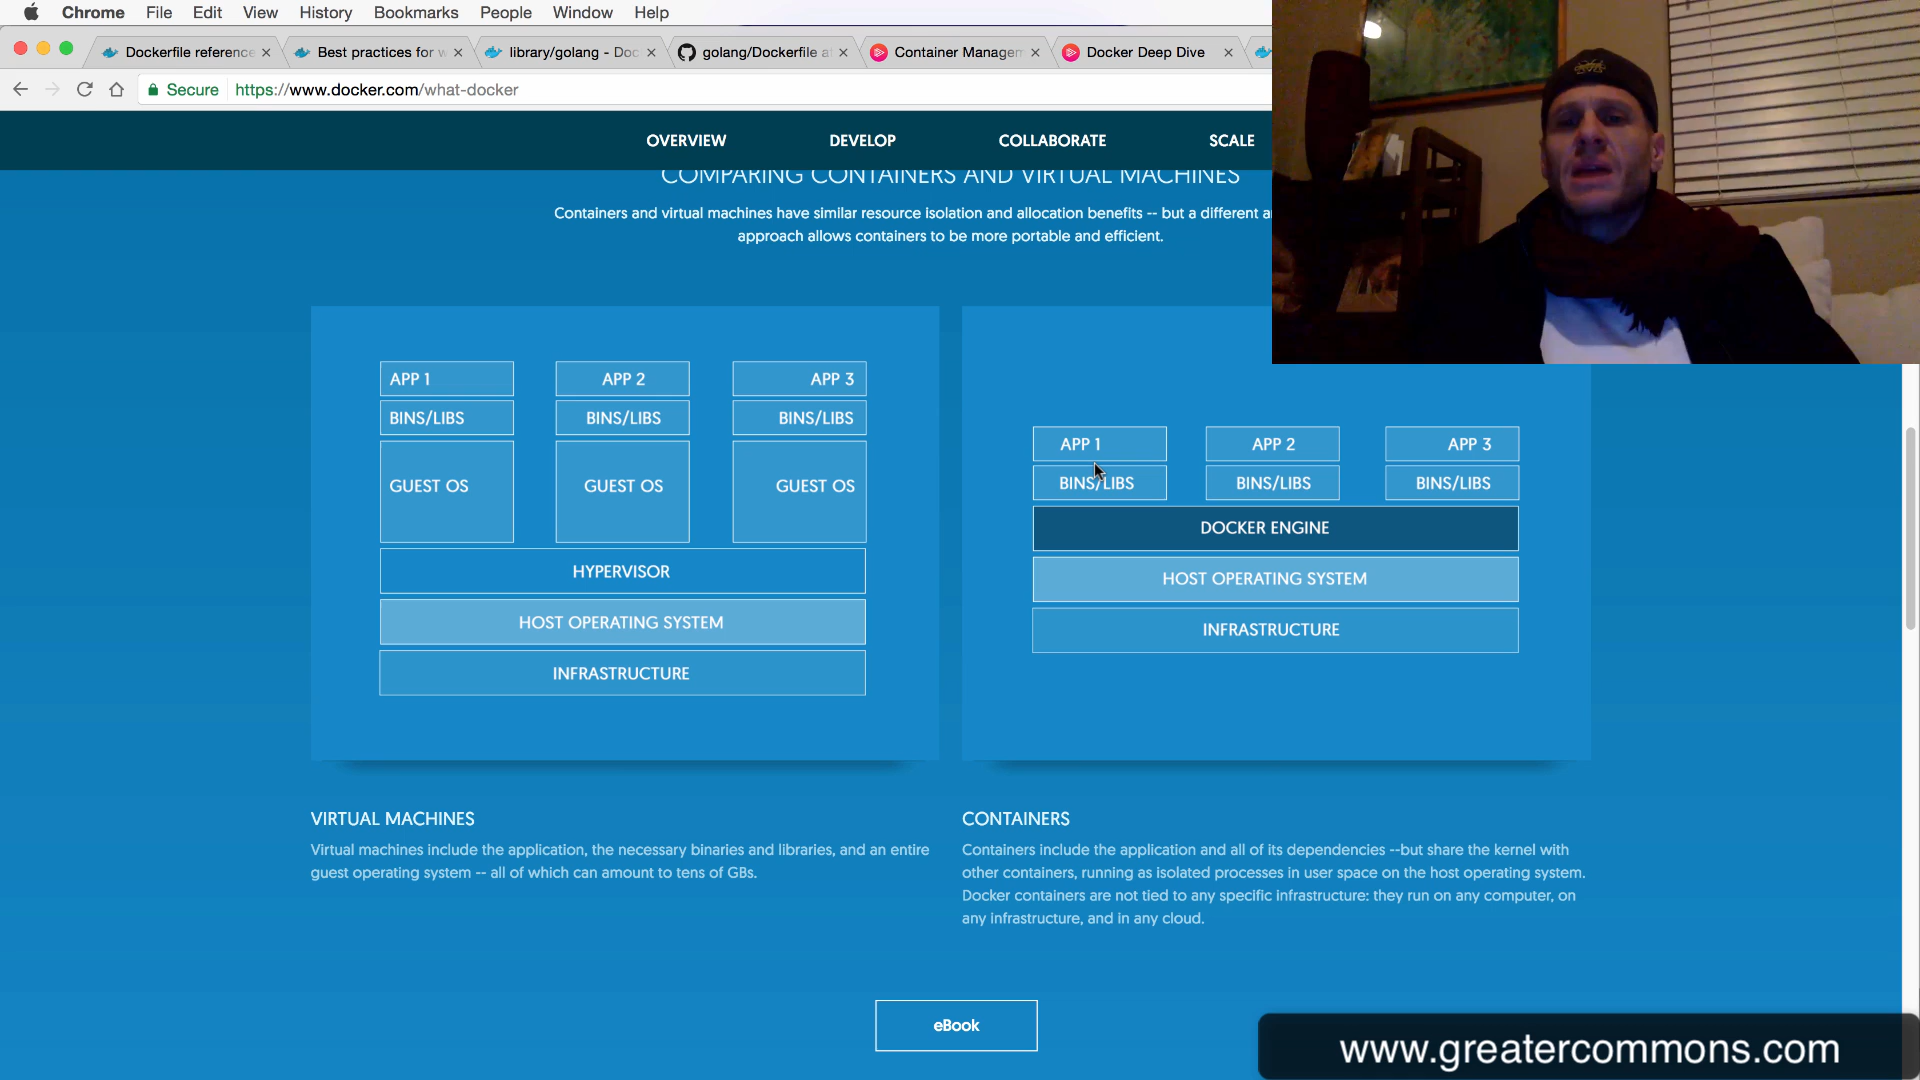 Chrome File Edit View History Bookmarks People Window Help
Dockerfile reference
Best practices for w
library/golang - Doc
golang/Dockerfile at
Container Managem
Docker Deep Dive
Secure https://www.docker.com/what-docker
OVERVIEW DEVELOP COLLABORATE SCALE
COMPARING CONTAINERS AND VIRTUAL MACHINES
Containers and virtual machines have similar resource isolation and allocation benefits -- but a different a
approach allows containers to be more portable and efficient.
APP 1 APP 2 APP 3
BINS/LIBS BINS/LIBS BINS/LIBS
GUEST OS GUEST OS GUEST OS
HYPERVISOR
HOST OPERATING SYSTEM
INFRASTRUCTURE
APP 1 APP 2 APP 3
BINS/LIBS BINS/LIBS BINS/LIBS
DOCKER ENGINE
HOST OPERATING SYSTEM
INFRASTRUCTURE
VIRTUAL MACHINES
Virtual machines include the application, the necessary binaries and libraries, and an entire
guest operating system -- all of which can amount to tens of GBs.
CONTAINERS
Containers include the application and all of its dependencies --but share the kernel with
other containers, running as isolated processes in user space on the host operating system.
Docker containers are not tied to any specific infrastructure: they run on any computer, on
any infrastructure, and in any cloud.
eBook
www.greatercommons.com